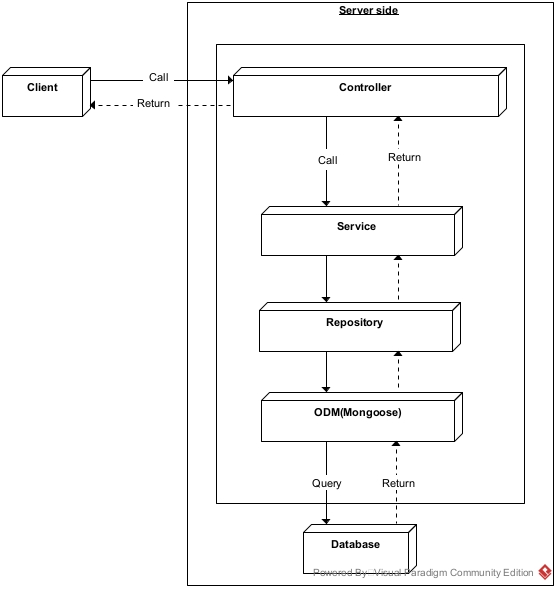 Server side
Client
Call
Controller
Return
Call
Return
Service
Repository
ODM(Mongoose)
Query
Return
Database
Powered By: Visual Paradigm Community Edition